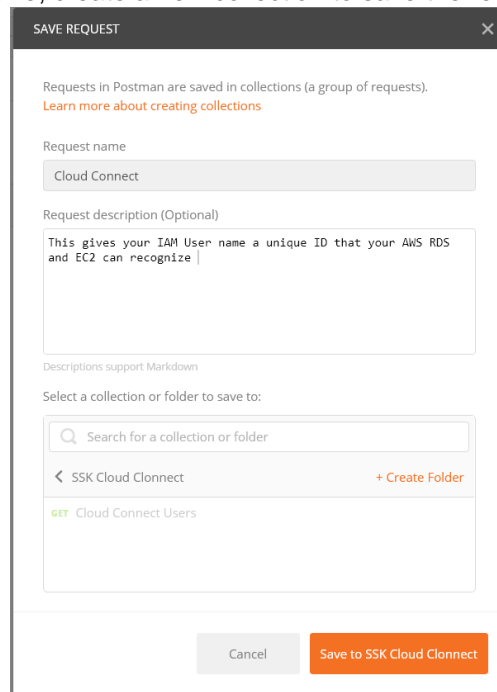 SAVE REQUEST
Requests in Postman are saved in collections (a group of requests).
Learn more about creating collections
Request name
Cloud Connect
Request description (Optional)
This gives your IAM User name a unique ID that your AWS RDS
and EC2 can recognize
Descriptions support Markdown
Select a collection or folder to save to:
Search for a collection or folder
SSK Cloud Clonnect
+ Create Folder
GET Cloud Connect Users
Cancel
Save to SSK Cloud Clonnect